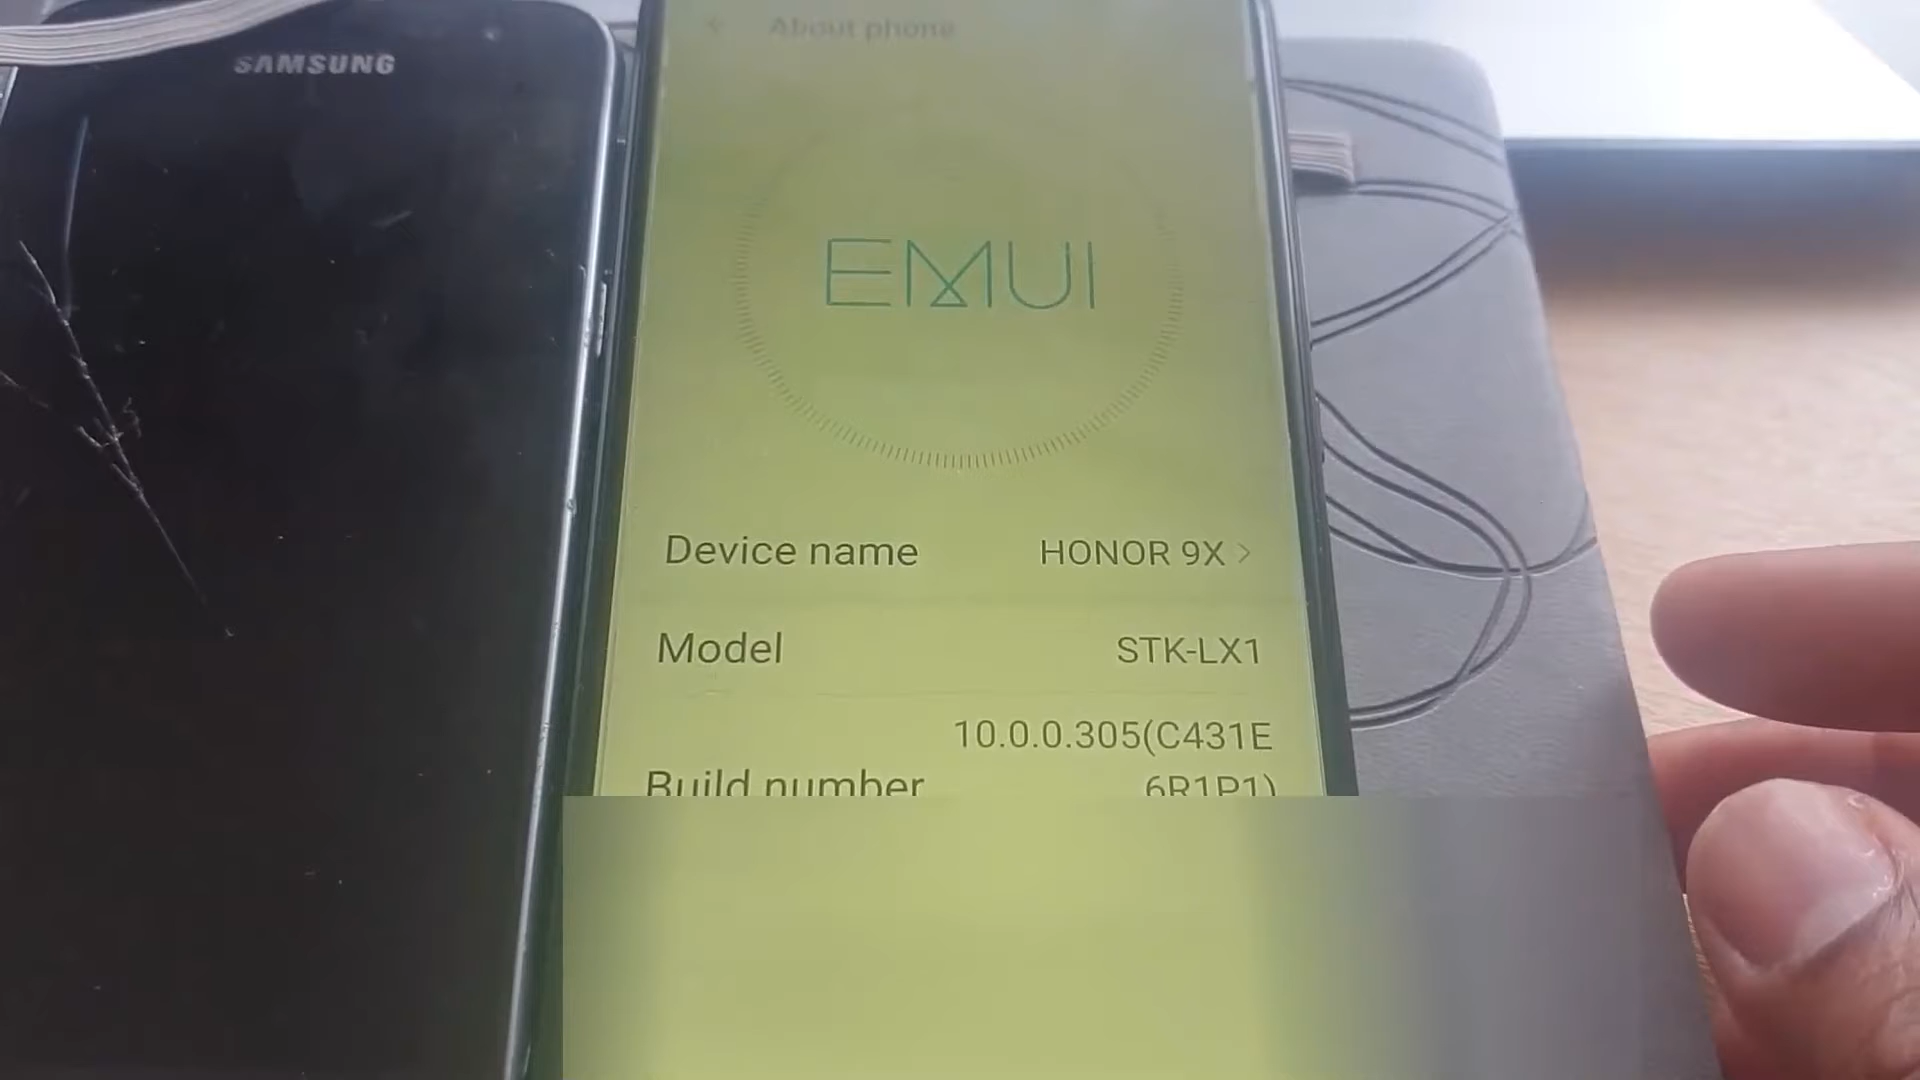 SAMSUNG
About phone
EMUI
Device name HONOR 9X
Model STK-LX1
10.0.0.305(C431E
Build number 6R1P1)